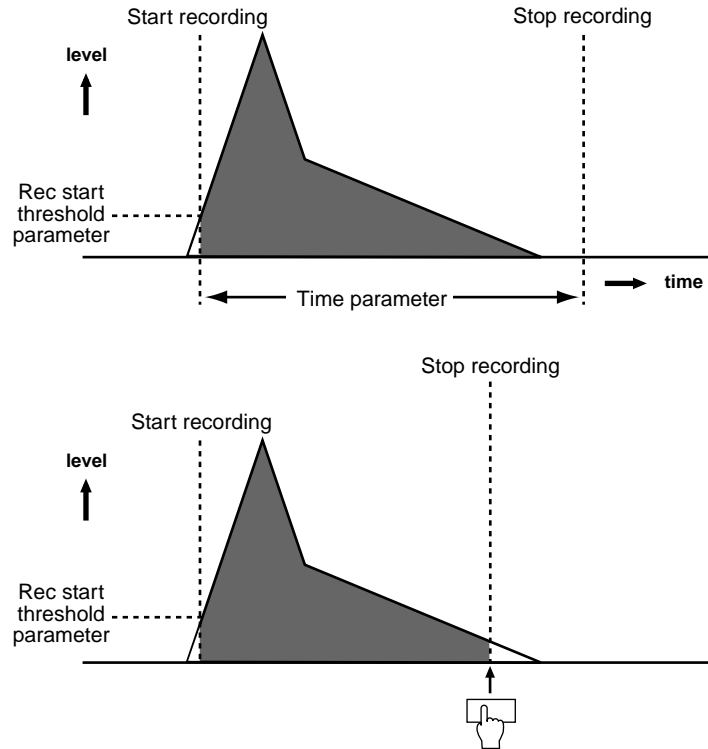 Start recording
Stop recording
level
Rec start
threshold
parameter
Time parameter
time
Stop recording
Start recording
level
Rec start
threshold
parameter